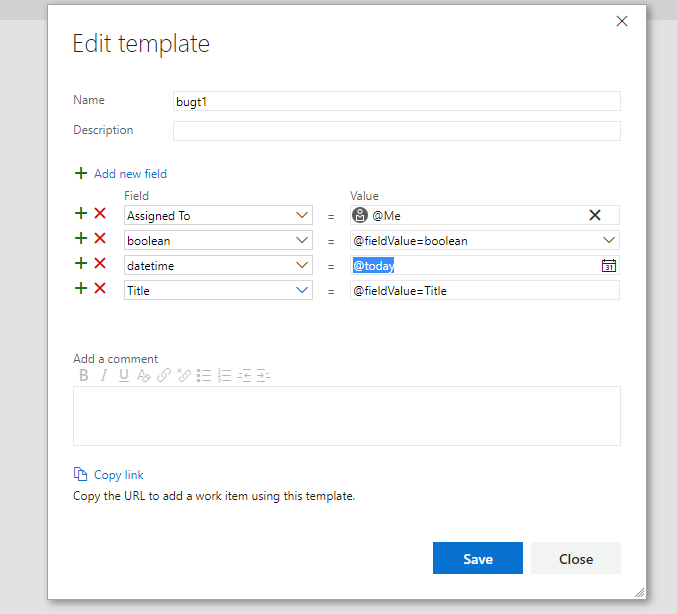 Edit template
Name
bugt1
Description
Add new field
Field Value
Assigned To = @Me
boolean = @fieldValue=boolean
datetime = @today 31
Title = @fieldValue=Title
Add a comment
B I U A
Copy link
Copy the URL to add a work item using this template.
Save Close